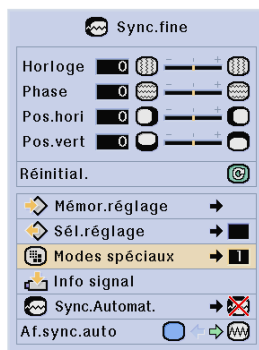 Sync.fine
Horloge 0
Phase 0
Pos.hori 0
Pos.vert 0
Réinitial.
Mémor.réglage
Sél.réglage
Modes spéciaux 1
Info signal
Sync.Automat.
Af.sync.auto